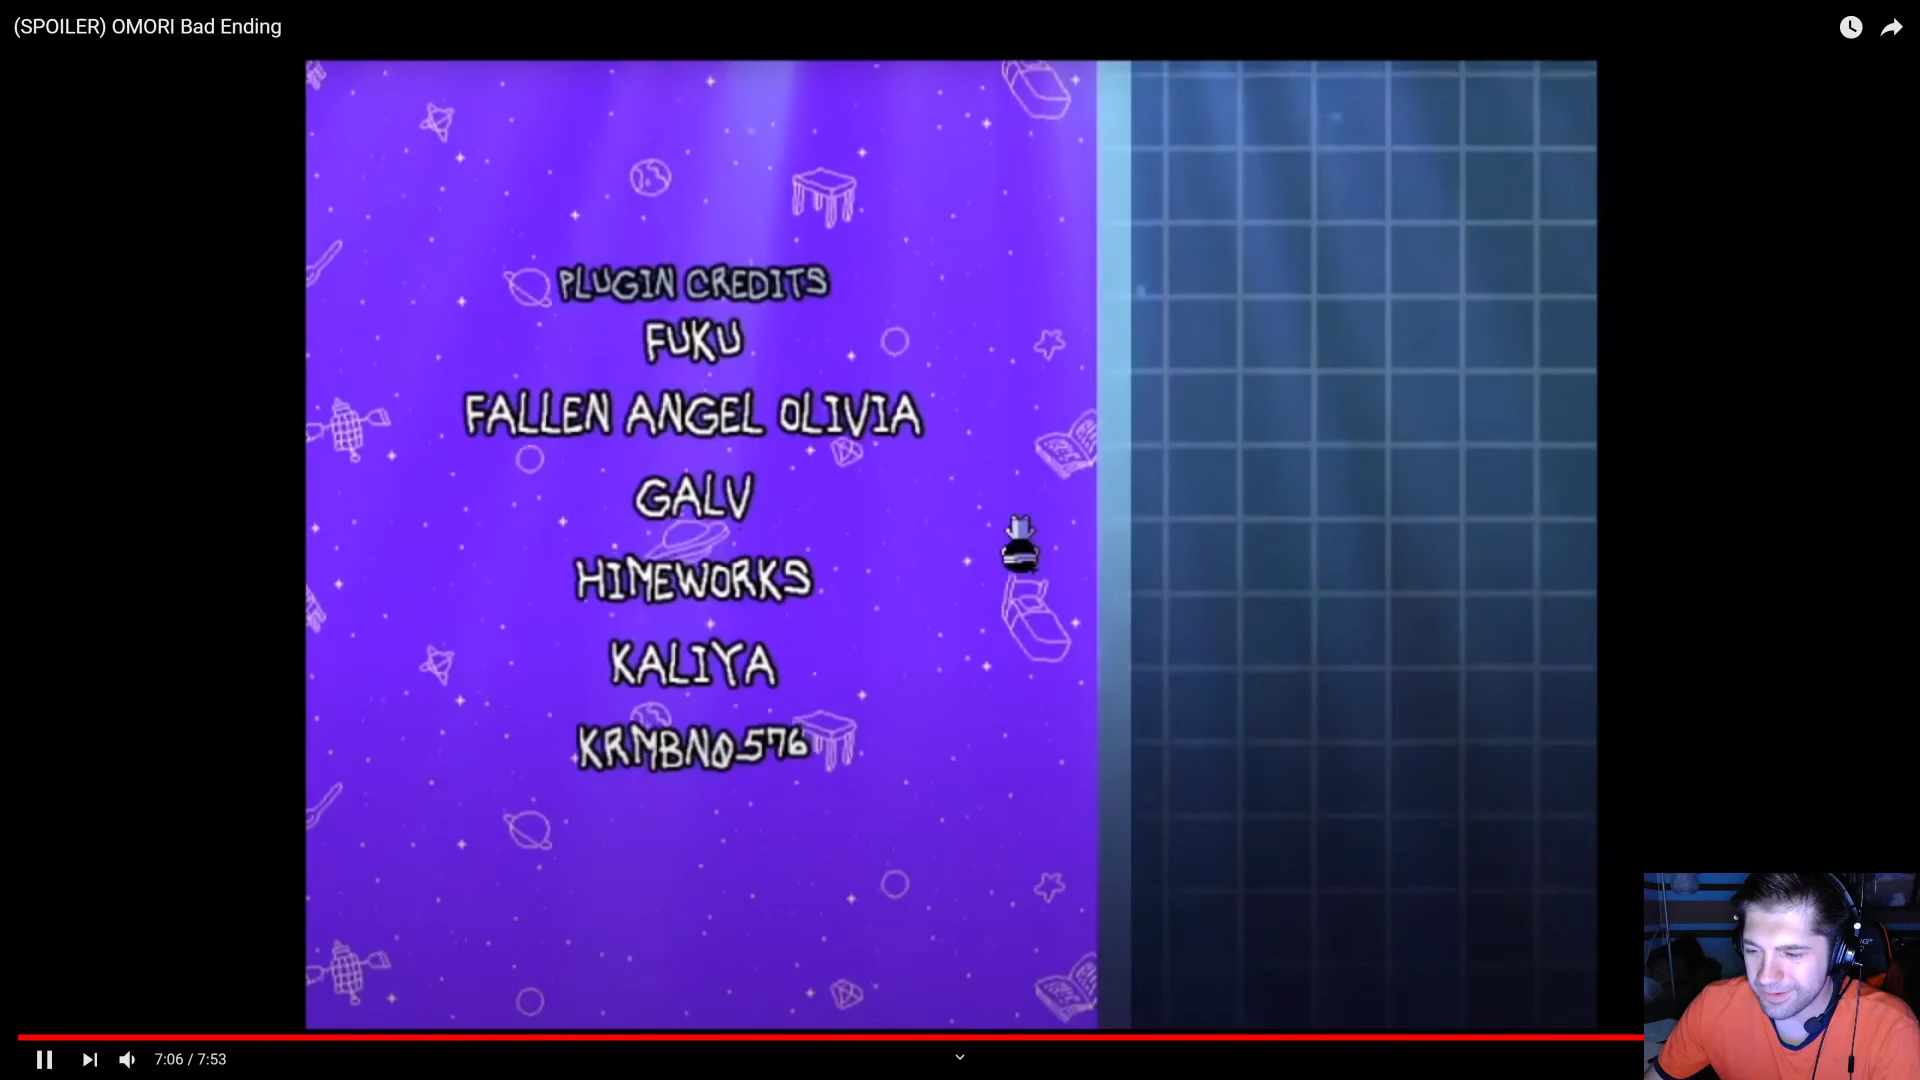 (SPOILER) OMORI Bad Ending
PLUGIN CREDITS
FUKU
FALLEN ANGEL OLIVIA
GALV
HIMEWORKS
KALIYA
KRMBN0576
7:06 / 7:53